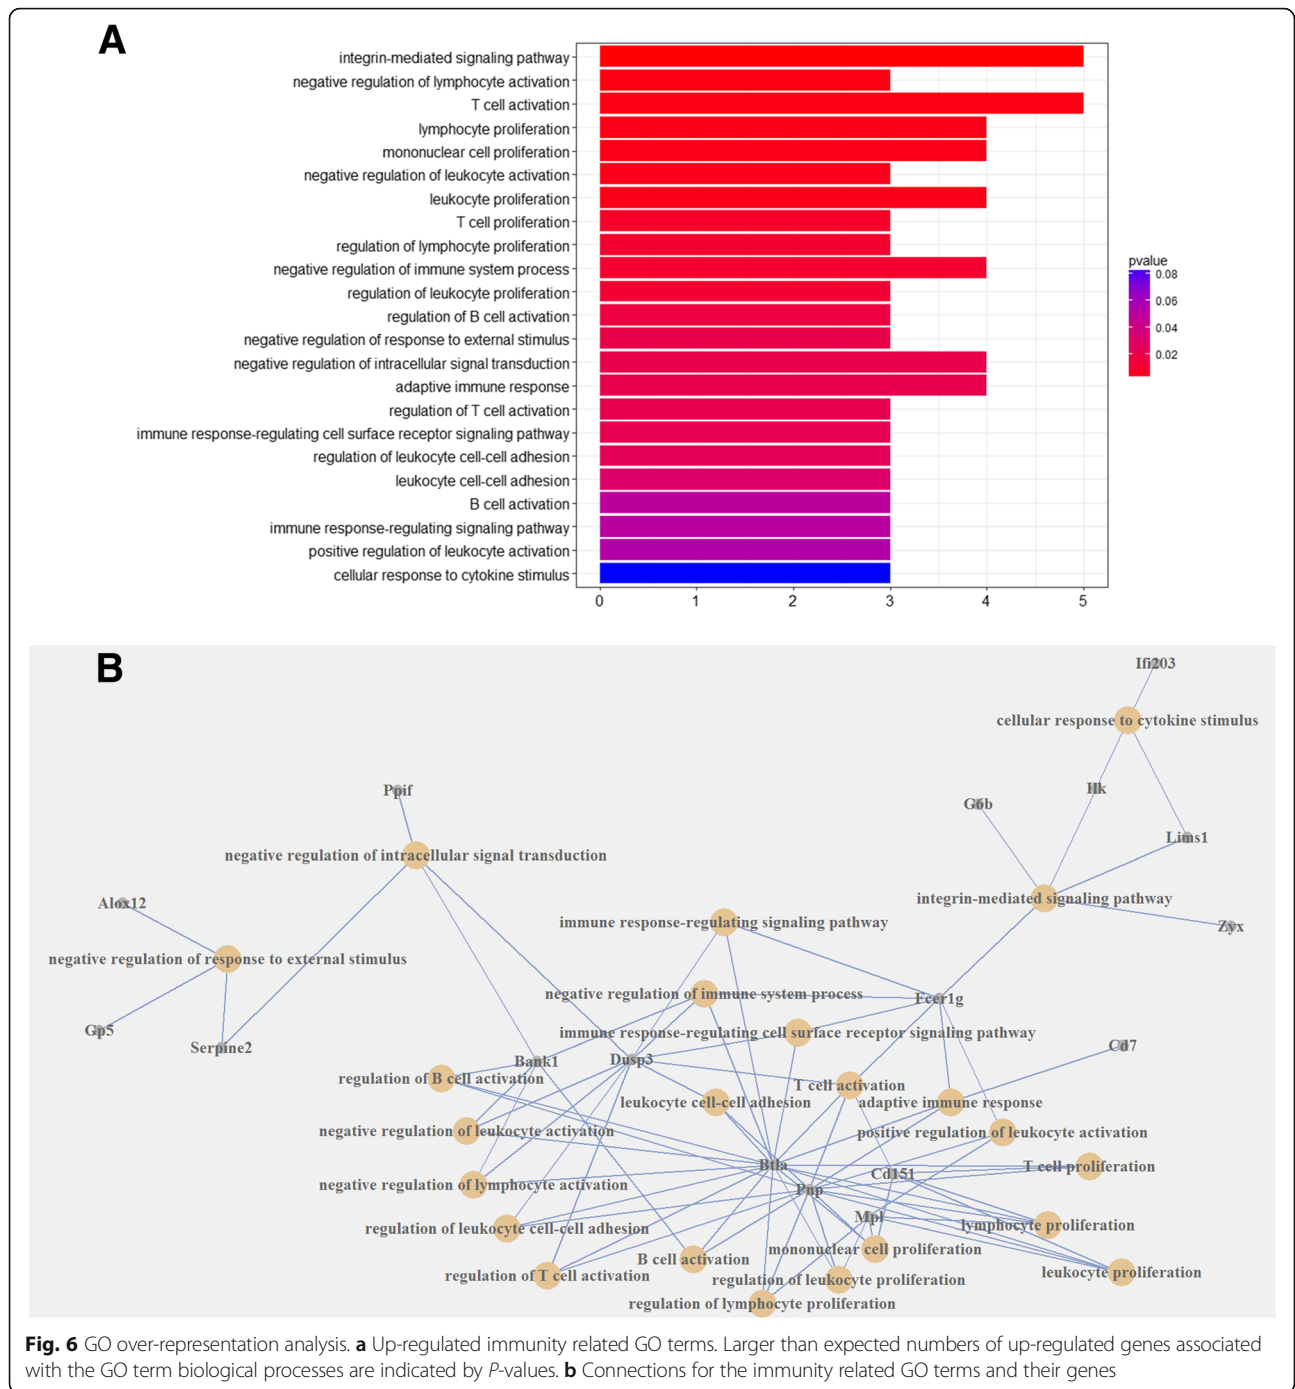 A
integrin-mediated signaling pathway
negative regulation of lymphocyte activation
T cell activation
lymphocyte proliferation
mononuclear cell proliferation
negative regulation of leukocyte activation
leukocyte proliferation
T cell proliferation
regulation of lymphocyte proliferation
negative regulation of immune system process
regulation of leukocyte proliferation
regulation of B cell activation
negative regulation of response to external stimulus
negative regulation of intracellular signal transduction
adaptive immune response
regulation of T cell activation
immune response-regulating cell surface receptor signaling pathway
regulation of leukocyte cell-cell adhesion
leukocyte cell-cell adhesion
B cell activation
immune response-regulating signaling pathway
positive regulation of leukocyte activation
cellular response to cytokine stimulus
0 1 2 3 4 5
pvalue
0.08
0.06
0.04
0.02
B
Ifi203
cellular response to cytokine stimulus
Ppif
Ilk
G6b
Lims1
negative regulation of intracellular signal transduction
Alox12
integrin-mediated signaling pathway
immune response-regulating signaling pathway
Zyx
negative regulation of response to external stimulus
negative regulation of immune system process
Fcer1g
Gp5
immune response-regulating cell surface receptor signaling pathway
Serpine2
Cd7
Bank1
Dusp3
regulation of B cell activation
T cell activation
leukocyte cell-cell adhesion
adaptive immune response
negative regulation of leukocyte activation
positive regulation of leukocyte activation
Btla
T cell proliferation
Cd151
negative regulation of lymphocyte activation
Pnp
Mpl
lymphocyte proliferation
regulation of leukocyte cell-cell adhesion
mononuclear cell proliferation
B cell activation
leukocyte proliferation
regulation of T cell activation
regulation of leukocyte proliferation
regulation of lymphocyte proliferation
Fig. 6 GO over-representation analysis. a Up-regulated immunity related GO terms. Larger than expected numbers of up-regulated genes associated
with the GO term biological processes are indicated by P-values. b Connections for the immunity related GO terms and their genes